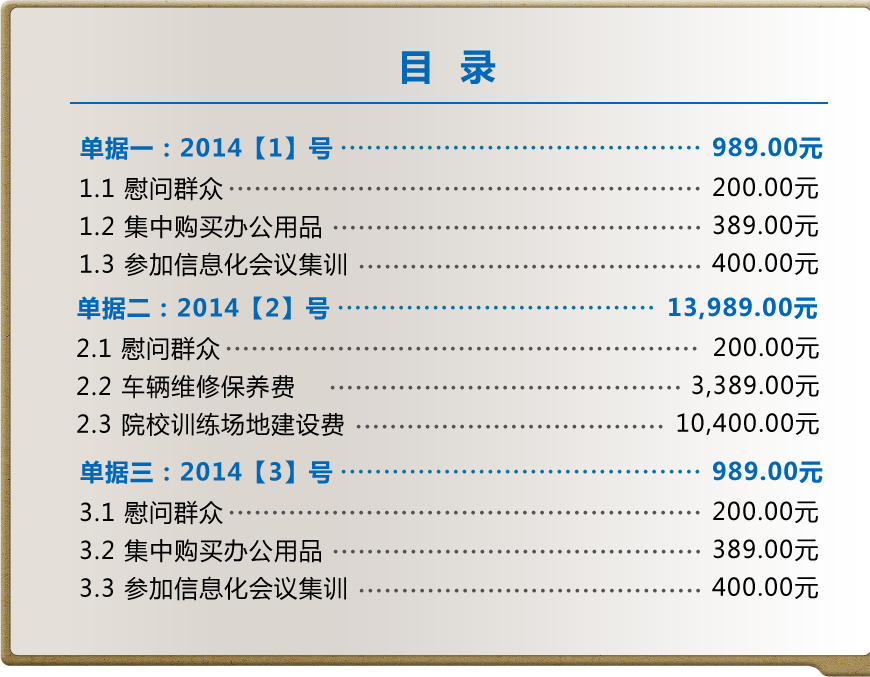 目 录
单据一：2014【1】号 ………………………………………… 989.00元
1.1 慰问群众 ………………………………………… 200.00元
1.2 集中购买办公用品 ………………………………………… 389.00元
1.3 参加信息化会议集训 ………………………………………… 400.00元
单据二：2014【2】号 ………………………………………… 13,989.00元
2.1 慰问群众 ………………………………………… 200.00元
2.2 车辆维修保养费 ………………………………………… 3,389.00元
2.3 院校训练场地建设费 ………………………………………… 10,400.00元
单据三：2014【3】号 ………………………………………… 989.00元
3.1 慰问群众 ………………………………………… 200.00元
3.2 集中购买办公用品 ………………………………………… 389.00元
3.3 参加信息化会议集训 ………………………………………… 400.00元